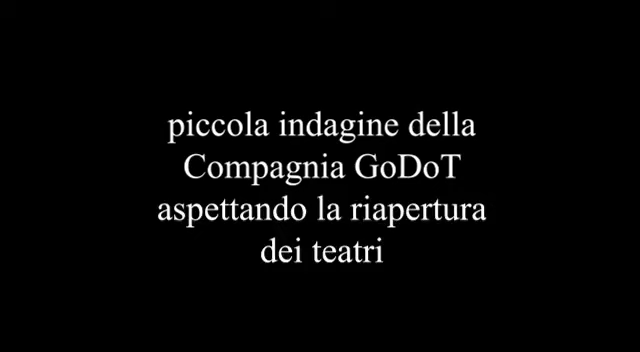 piccola indagine della
Compagnia GoDoT
aspettando la riapertura
dei teatri